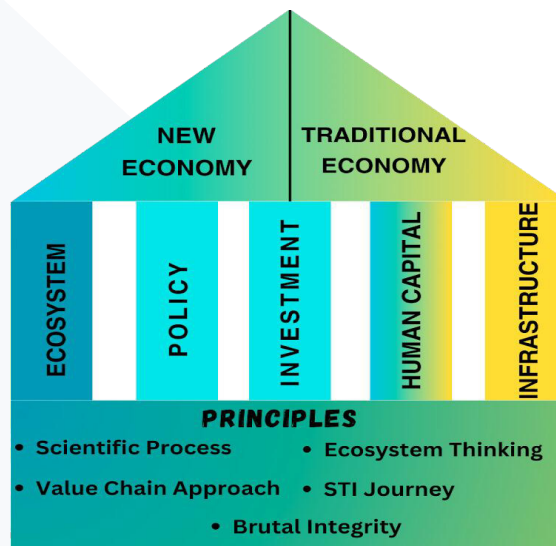 NEW
ECONOMY
TRADITIONAL
ECONOMY
ECOSYSTEM
POLICY
INVESTMENT
HUMAN CAPITAL
INFRASTRUCTURE
PRINCIPLES
• Scientific Process
• Ecosystem Thinking
• Value Chain Approach
• STI Journey
• Brutal Integrity